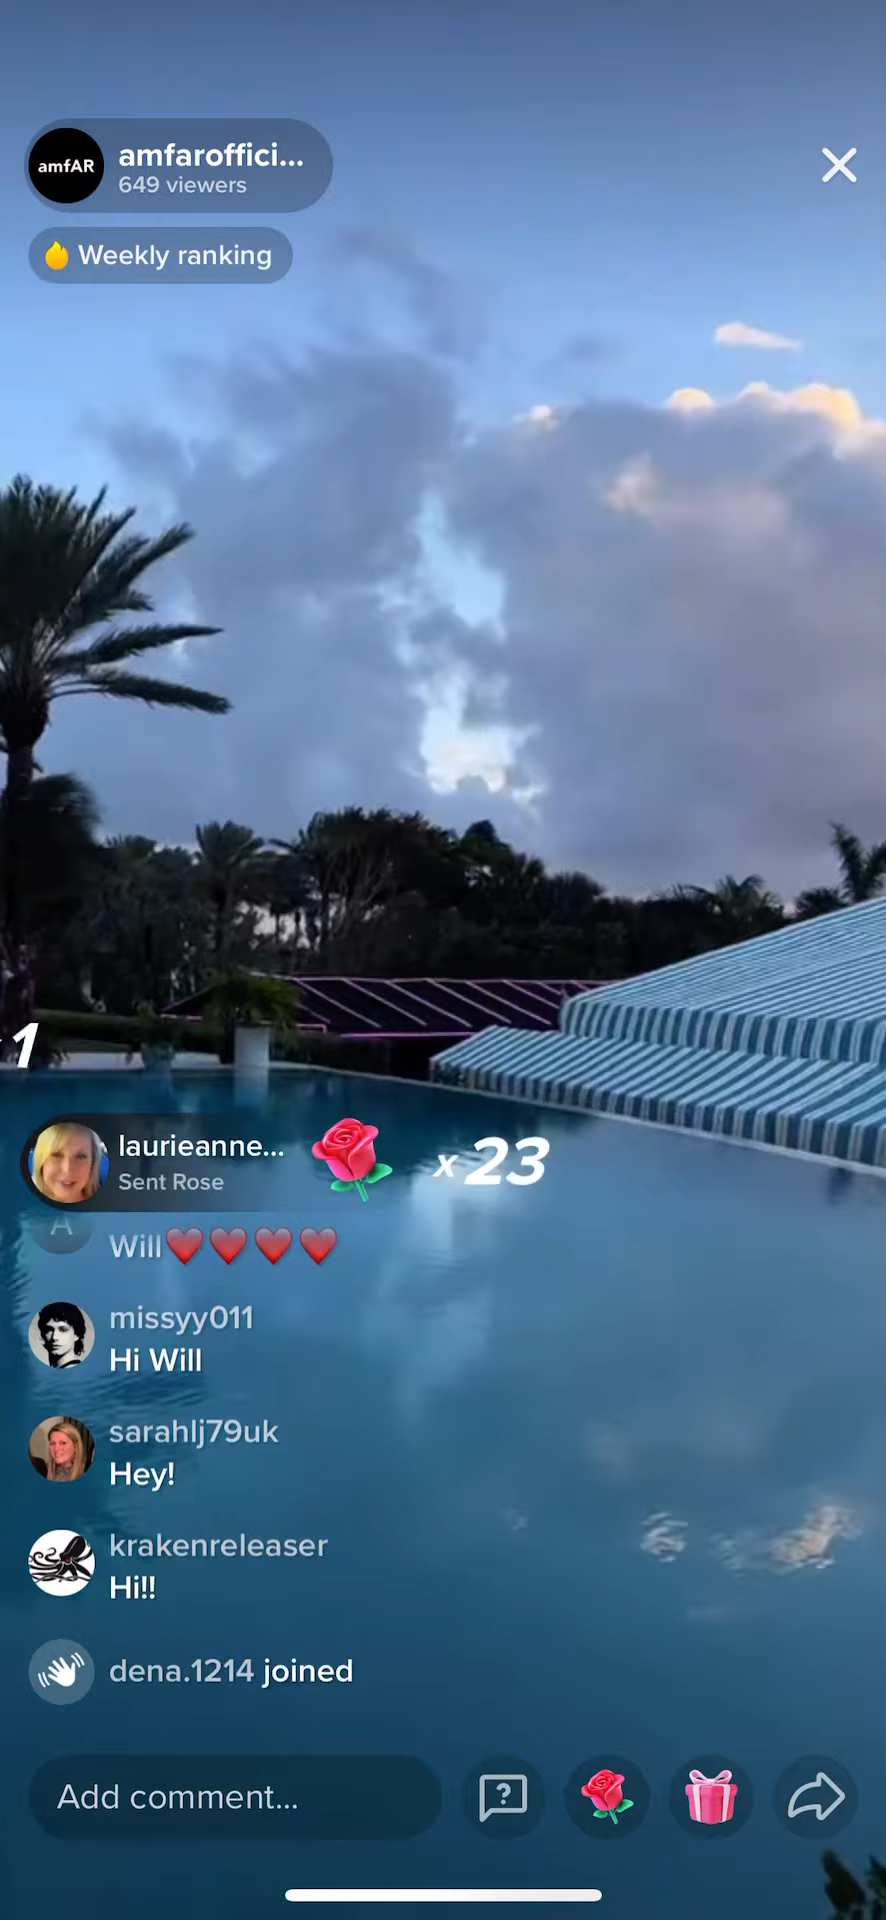 amfAR
amfaroffici...
649 viewers
Weekly ranking
1
laurieanne...
Sent Rose
x23
A
Will❤️❤️❤️❤️
missyy011
Hi Will
sarahlj79uk
Hey!
krakenreleaser
Hi!!
dena.1214 joined
Add comment...
?